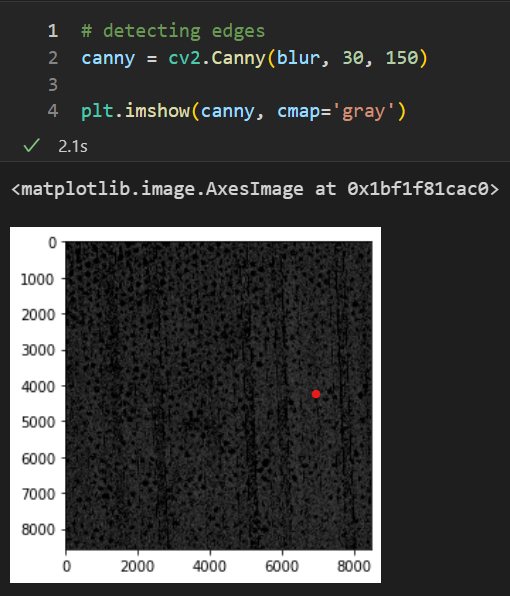 1 # detecting edges
2 canny = cv2.Canny(blur, 30, 150)
3
4 plt.imshow(canny, cmap='gray')
2.1s
<matplotlib.image.AxesImage at 0x1bf1f81cac0>
0
1000
2000
3000
4000
5000
6000
7000
8000
0 2000 4000 6000 8000